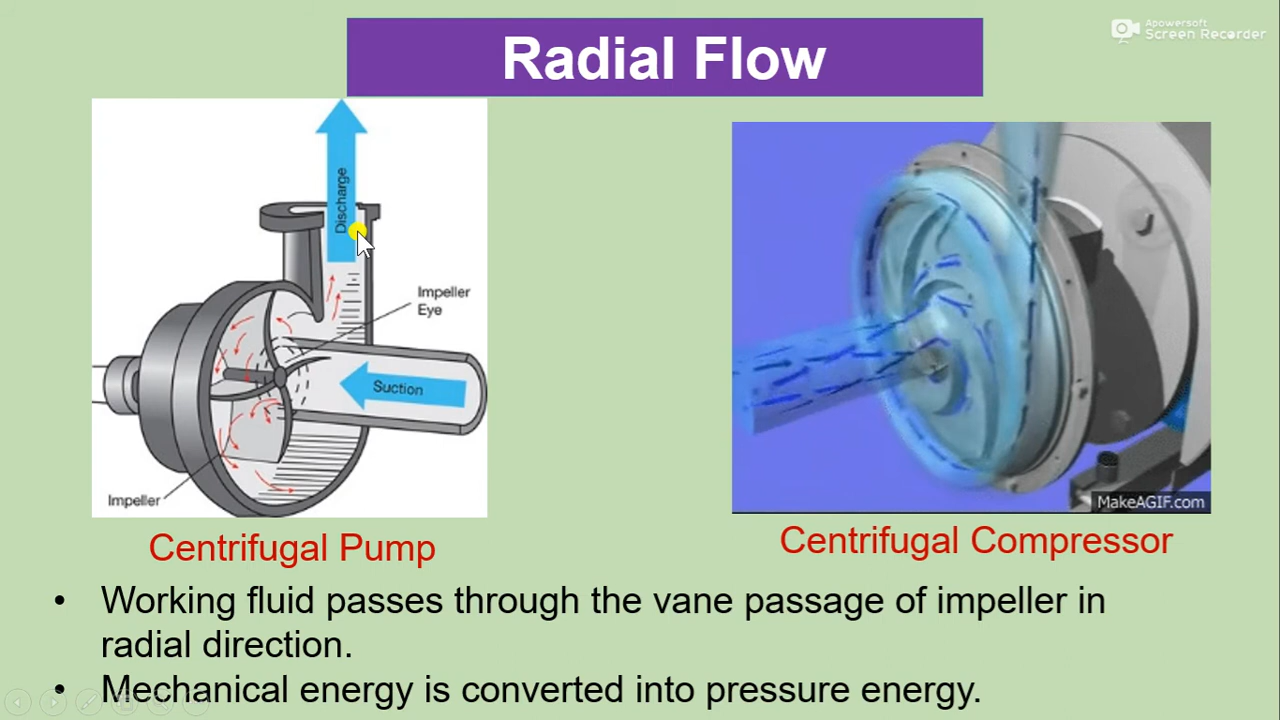 Apowersoft
Screen Recorder
Radial Flow
Discharge
Impeller
Eye
Suction
Impeller
MakeAGIF.com
Centrifugal Pump
Centrifugal Compressor
• Working fluid passes through the vane passage of impeller in
radial direction.
• Mechanical energy is converted into pressure energy.